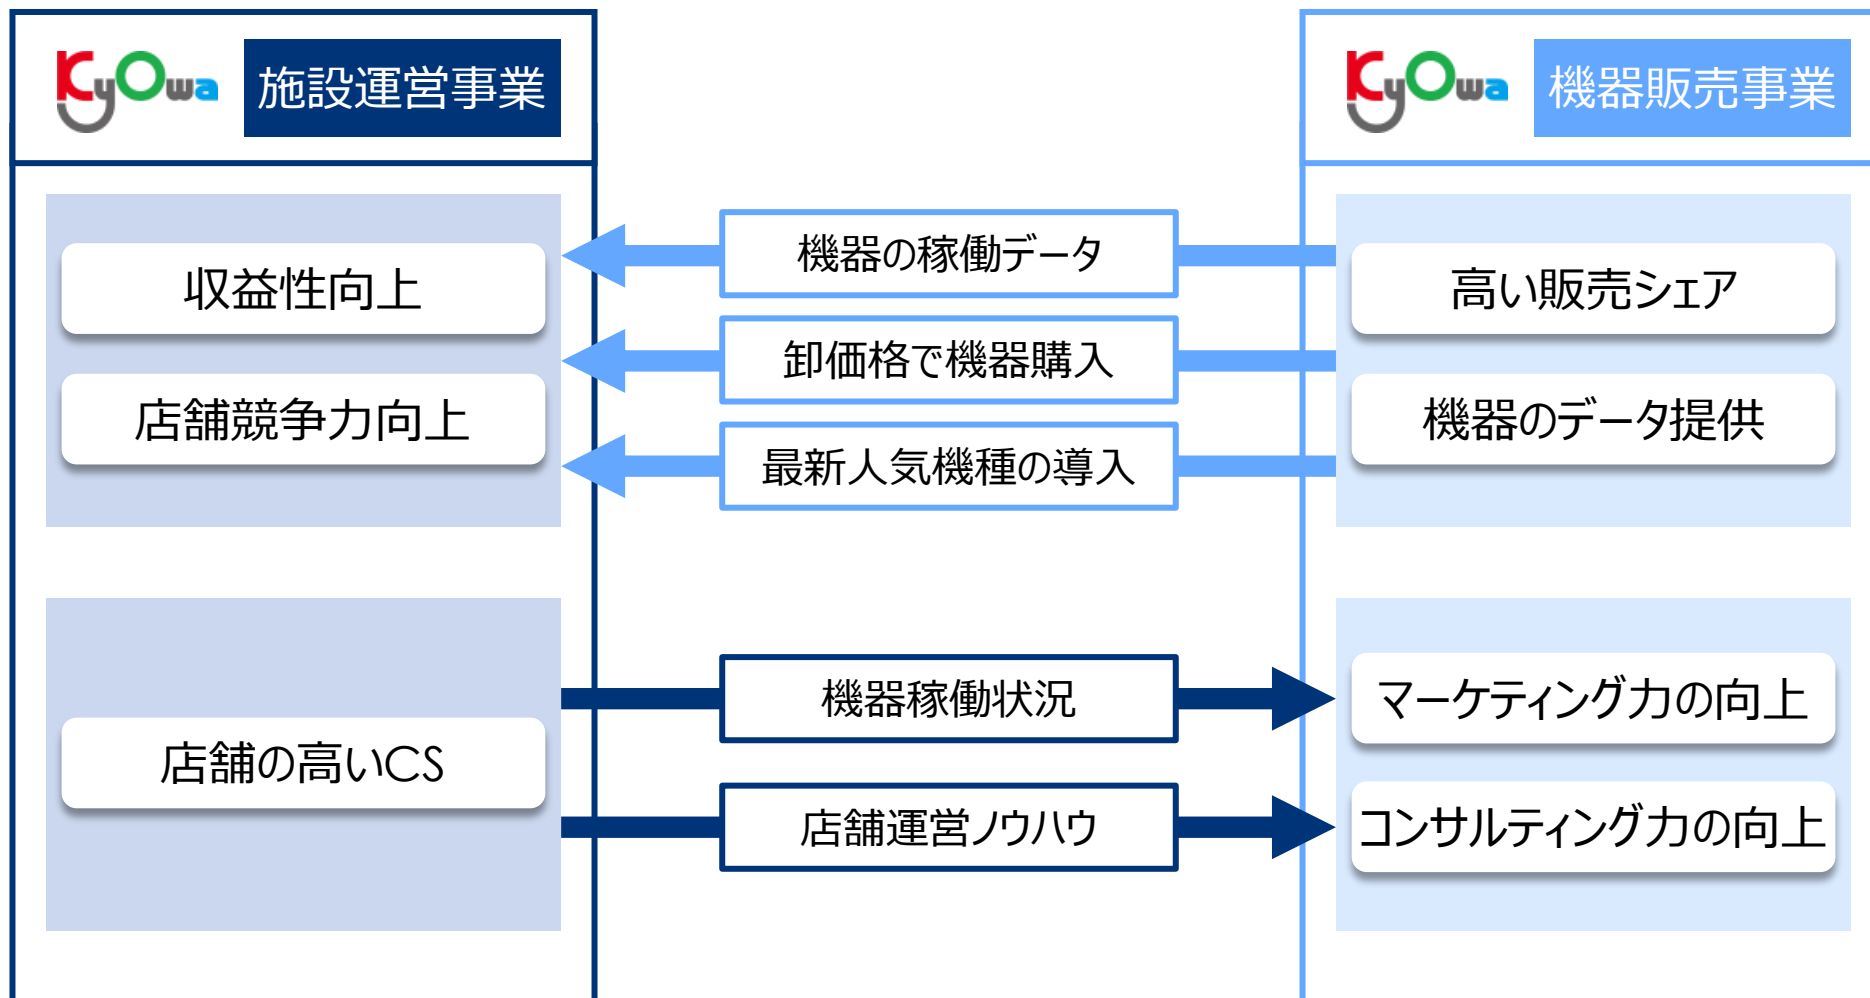 KyOwa
施設運営事業
KyOwa
機器販売事業
収益性向上
店舗競争力向上
機器の稼働データ
卸価格で機器購入
最新人気機種の導入
高い販売シェア
機器のデータ提供
店舗の高いCS
機器稼働状況
店舗運営ノウハウ
マーケティング力の向上
コンサルティング力の向上